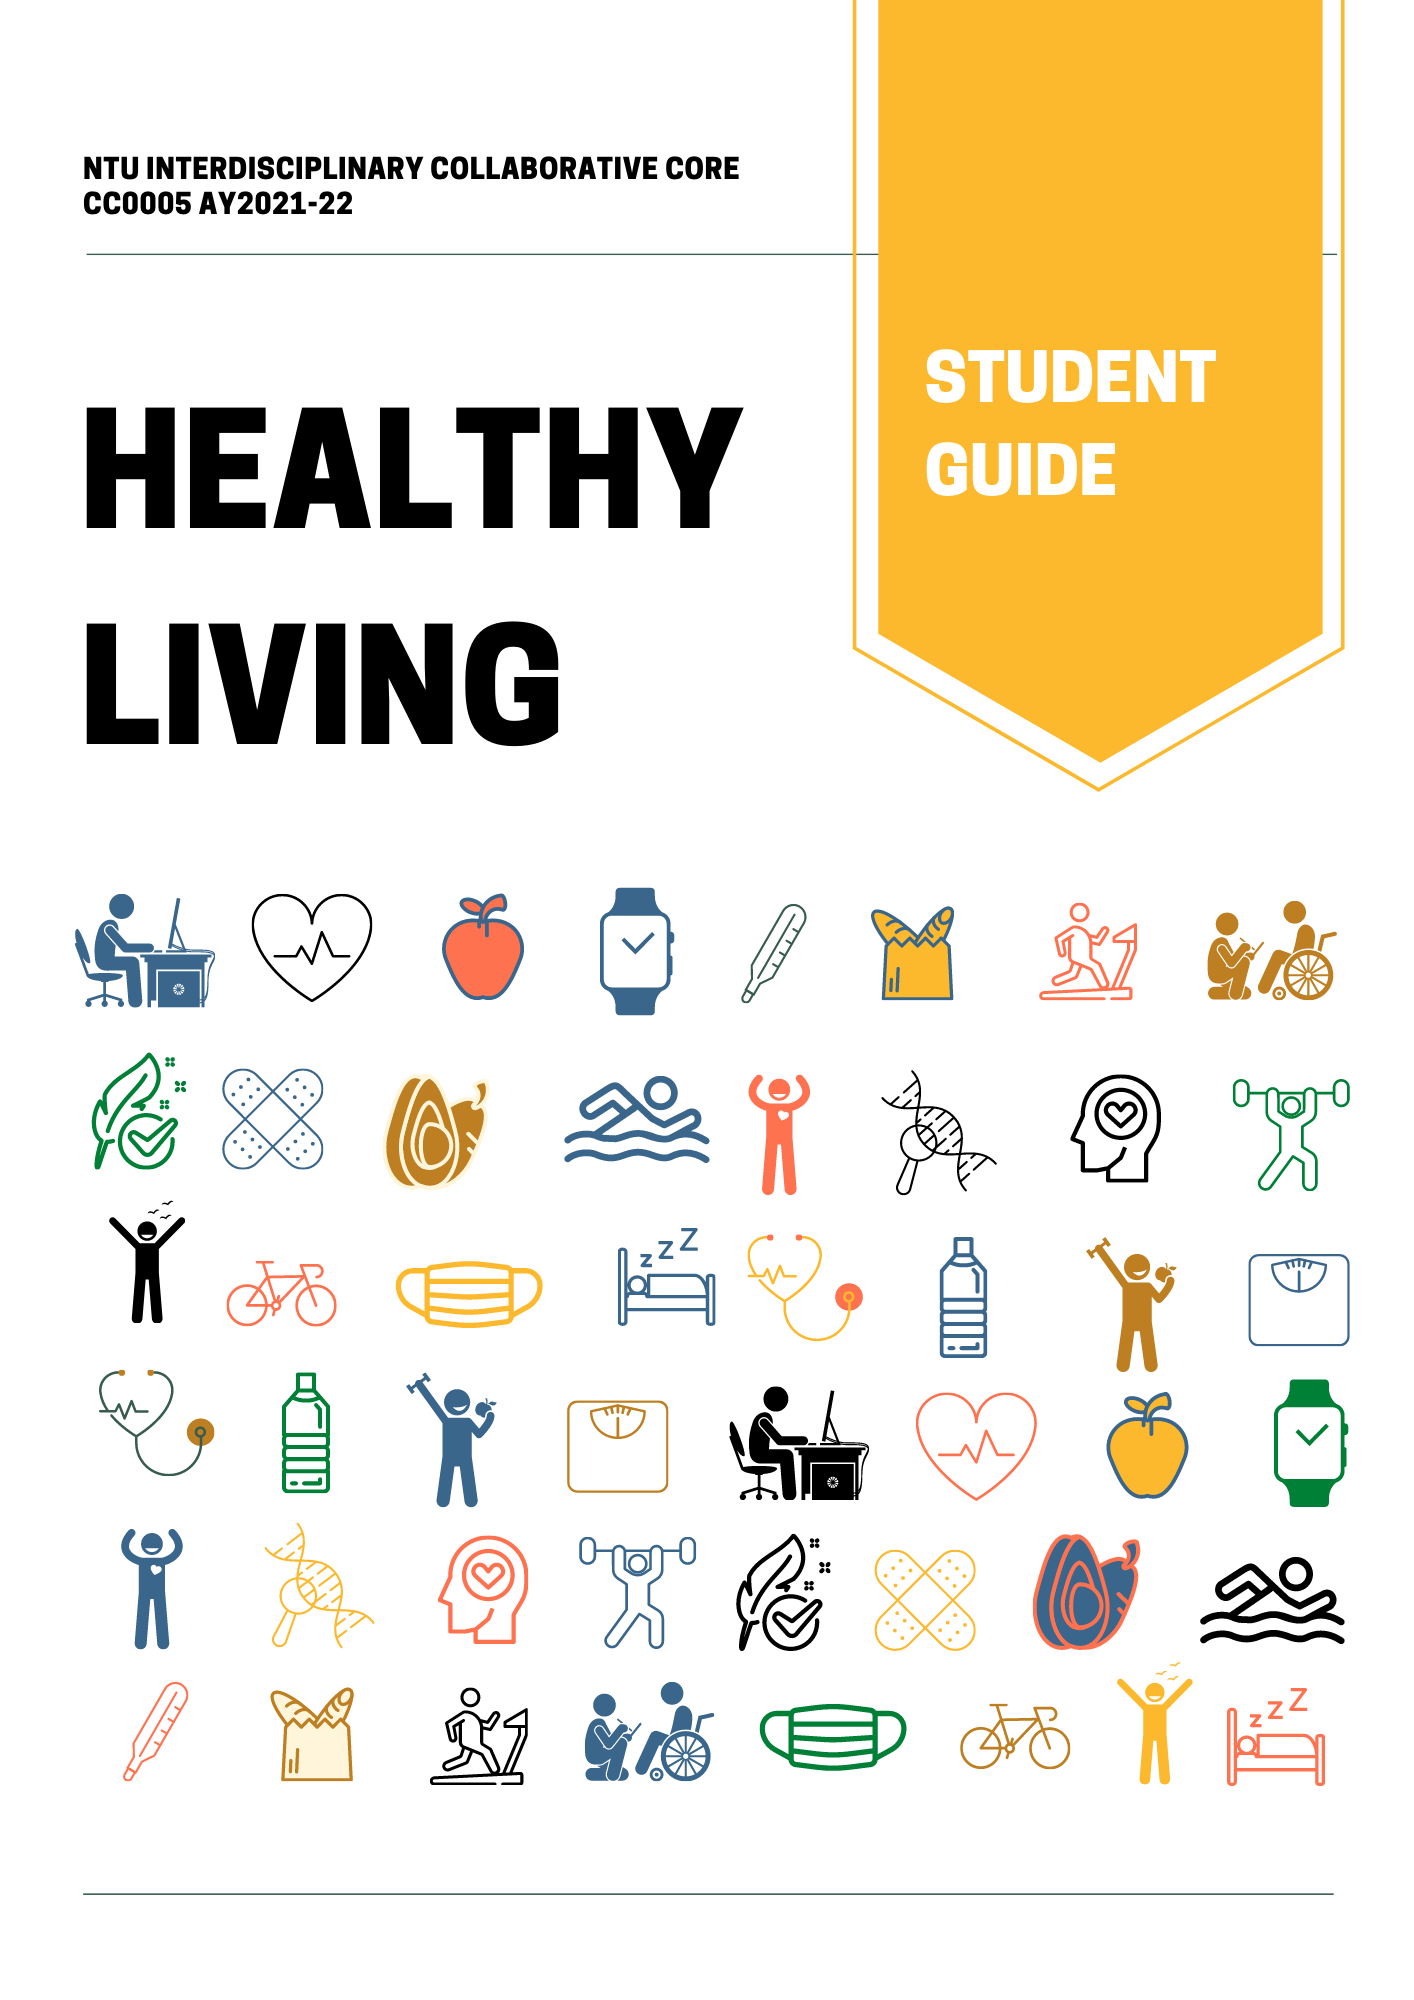 NTU INTERDISCIPLINARY COLLABORATIVE CORE
CC0005 AY2021-22
STUDENT
GUIDE
HEALTHY
LIVING
z z Z
z z Z